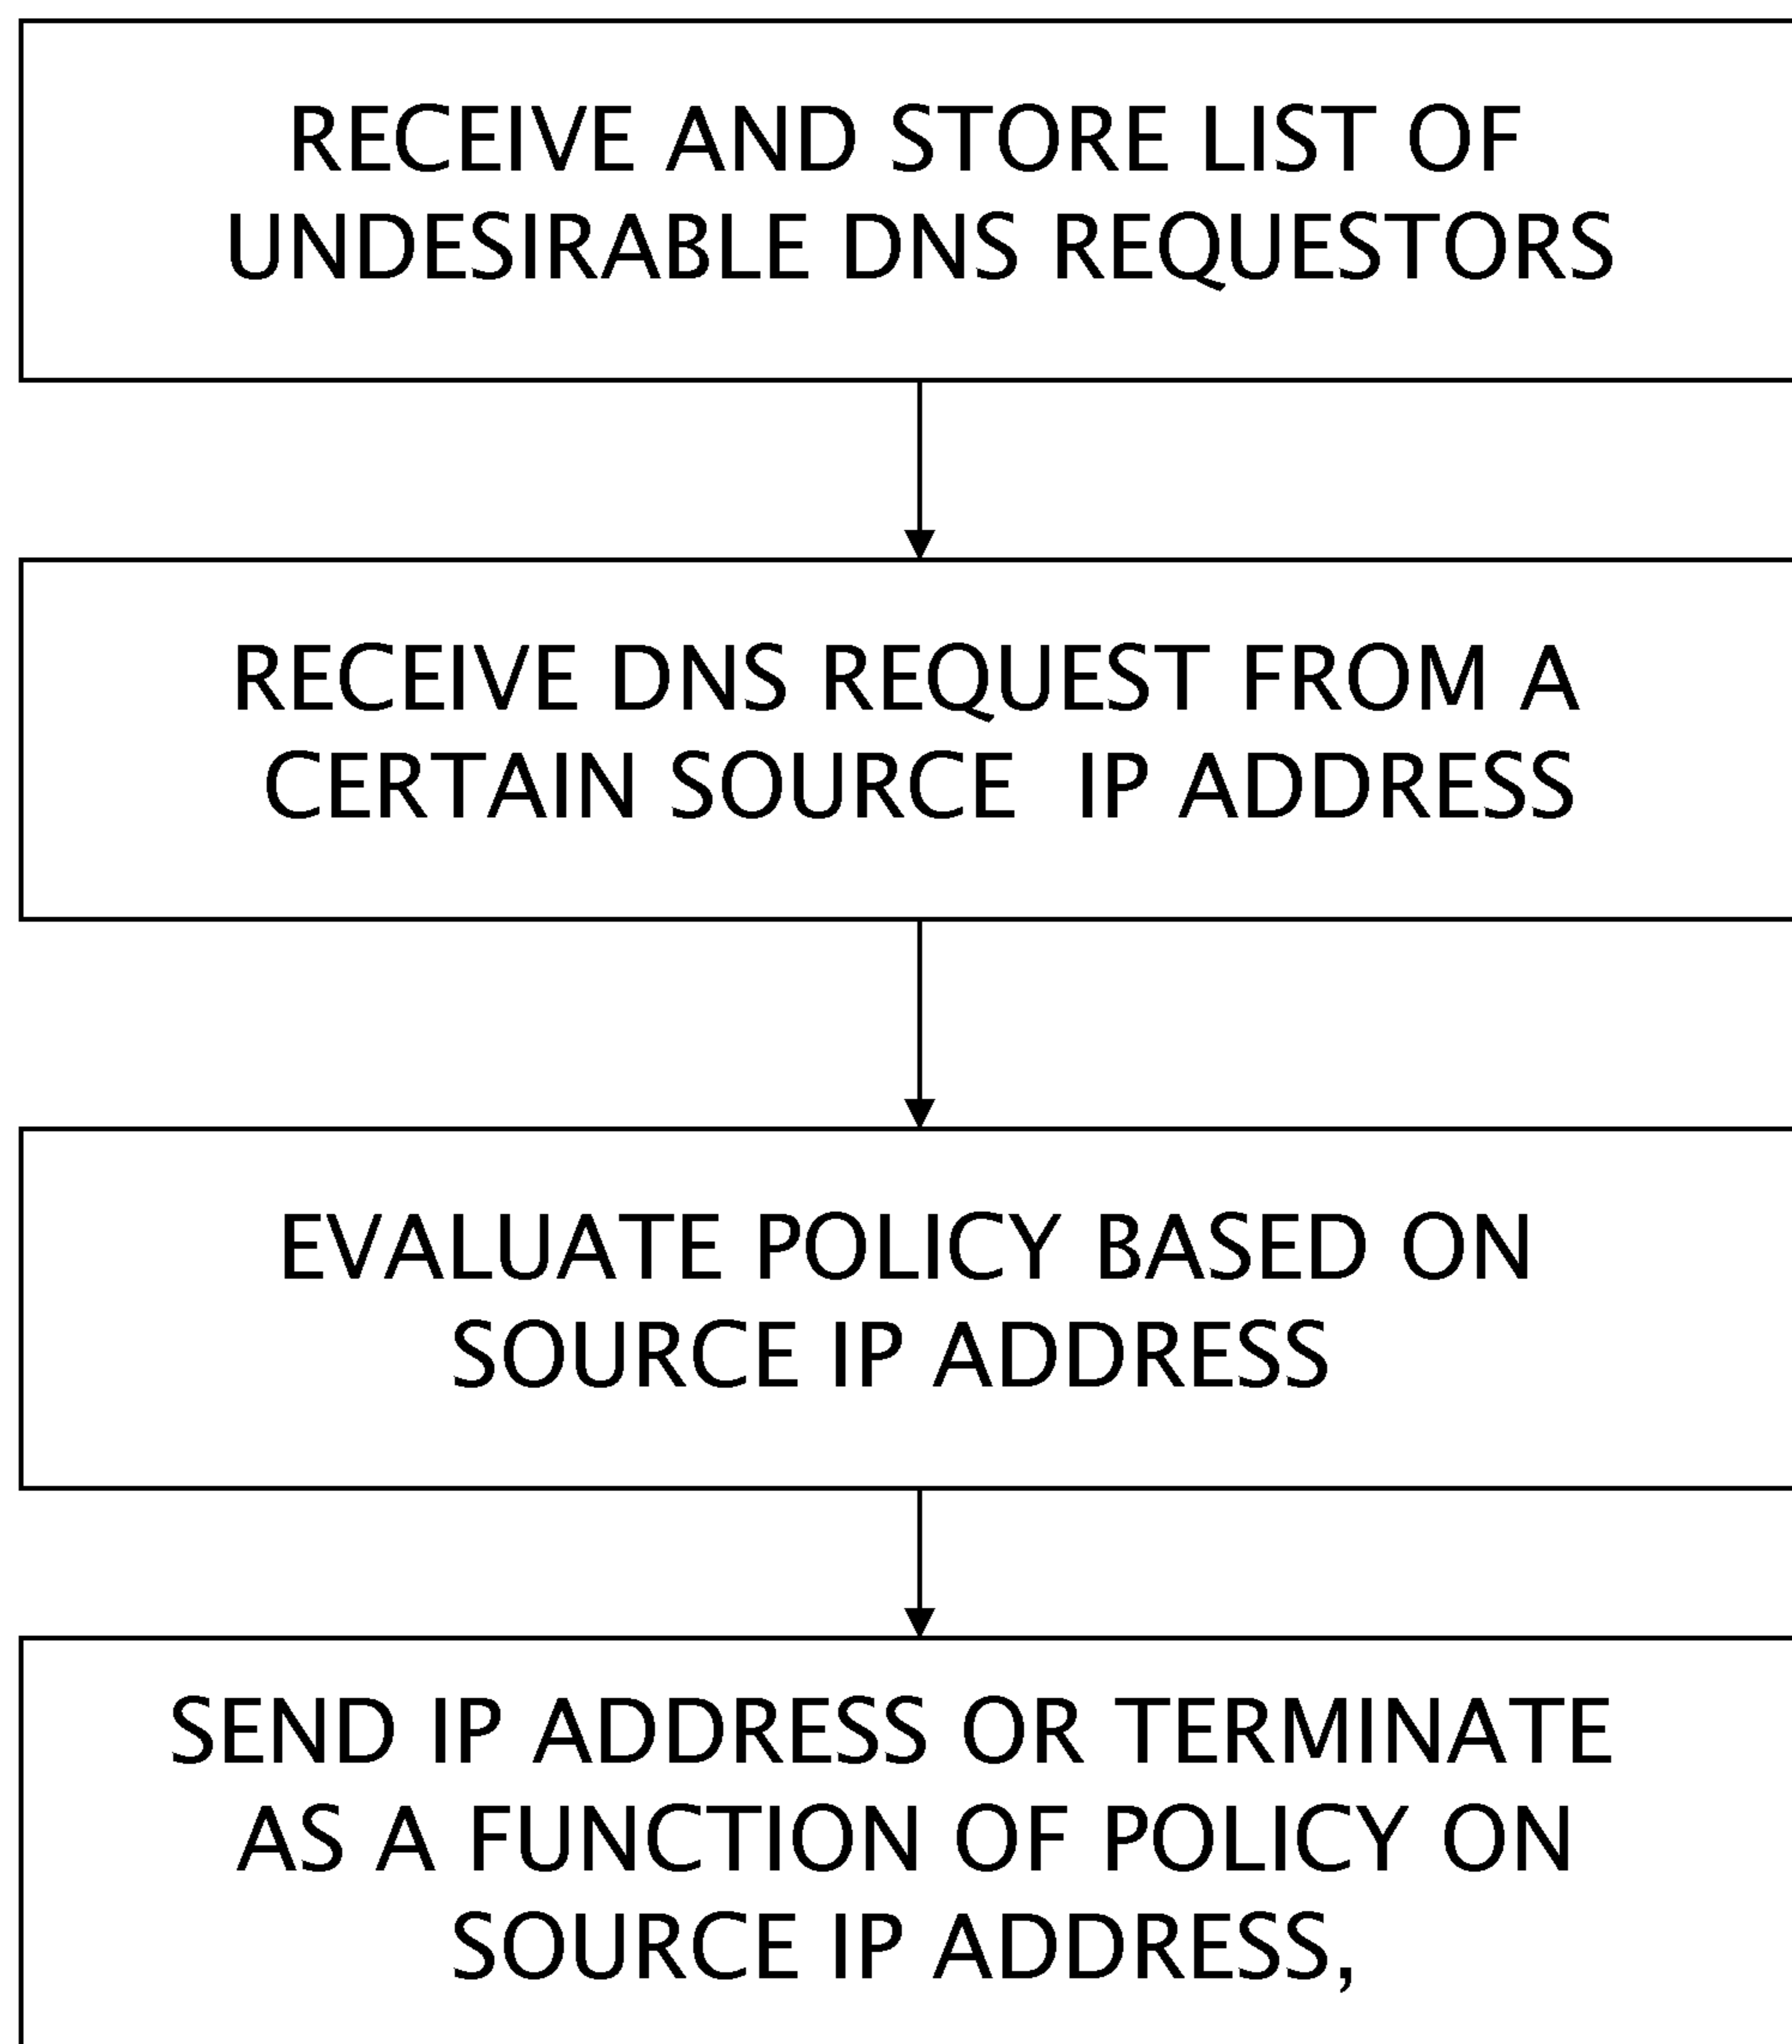 RECEIVE AND STORE LIST OF
UNDESIRABLE DNS REQUESTORS
RECEIVE DNS REQUEST FROM A
CERTAIN SOURCE  IP ADDRESS
EVALUATE POLICY BASED ON
SOURCE IP ADDRESS
SEND IP ADDRESS OR TERMINATE
AS A FUNCTION OF POLICY ON
SOURCE IP ADDRESS,